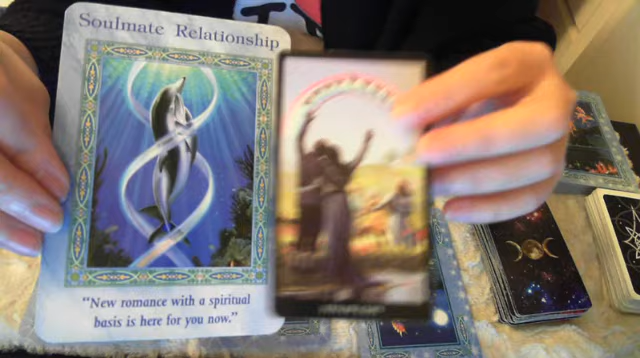 Soulmate Relationship
"New romance with a spiritual
basis is here for you now."